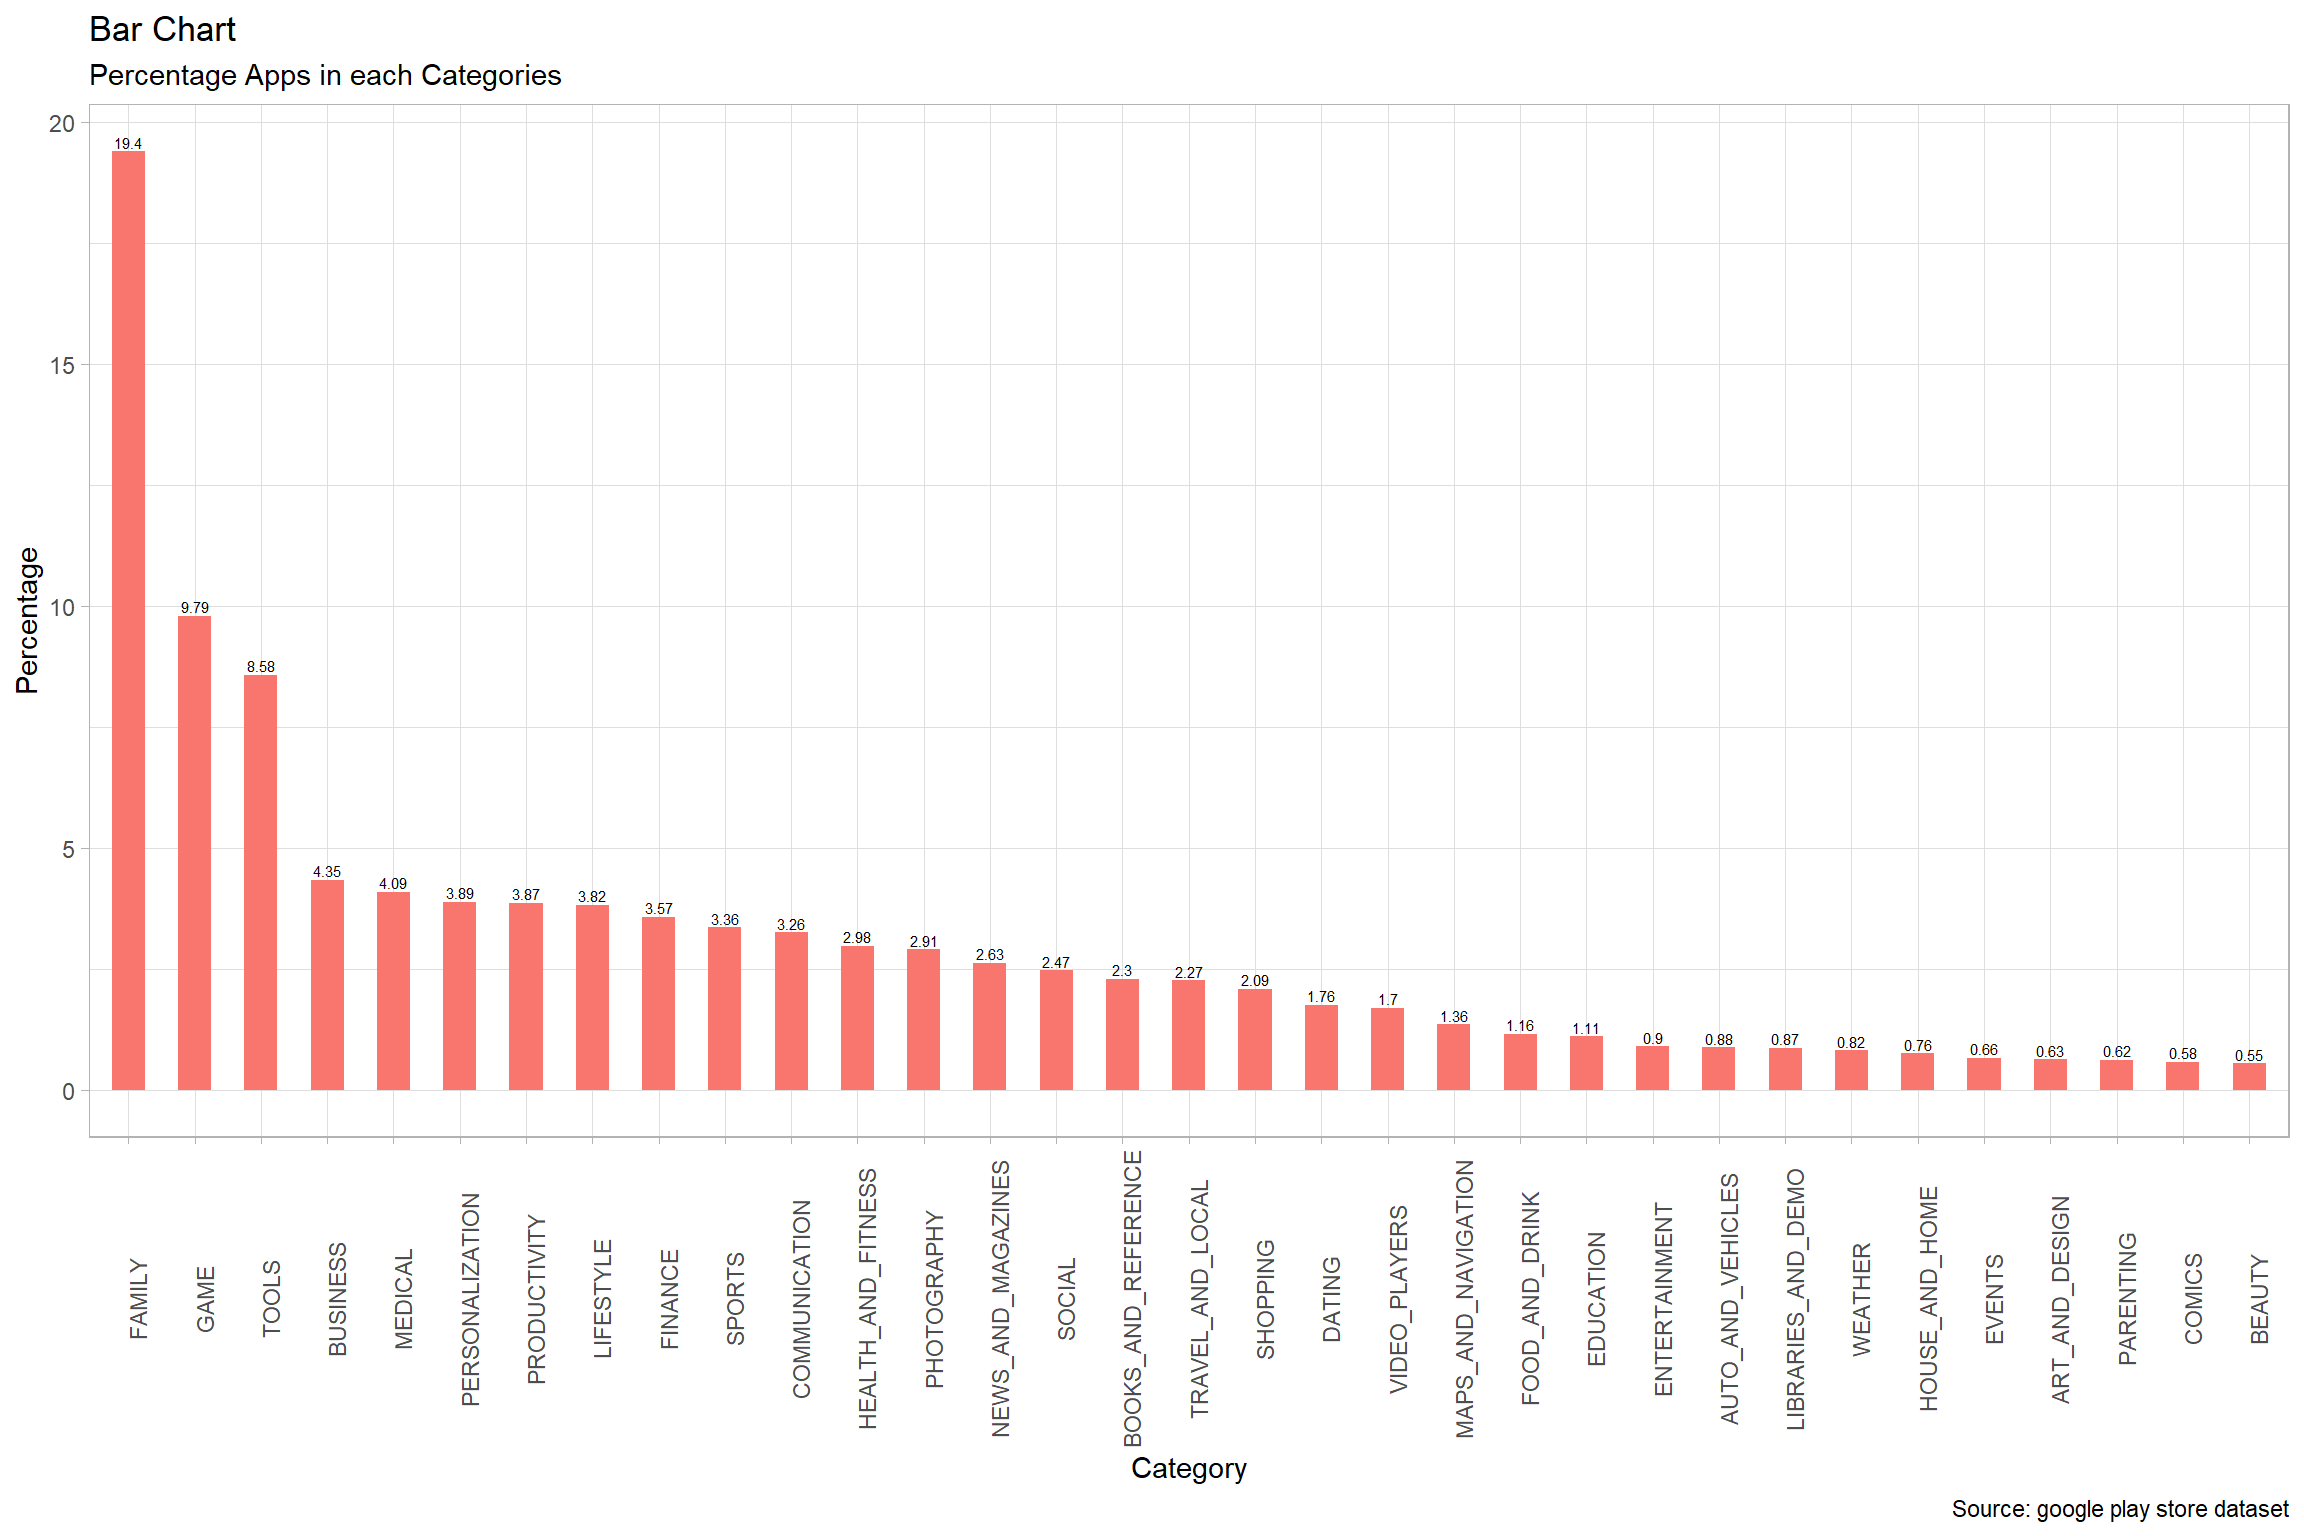 Bar Chart
Percentage Apps in each Categories
Percentage
20
15
10
5
0
19.4
9.79
8.58
4.35
4.09
3.89
3.87
3.82
3.57
3.36
3.26
2.98
2.91
2.63
2.47
2.3
2.27
2.09
1.76
1.7
1.36
1.16
1.11
0.9
0.88
0.87
0.82
0.76
0.66
0.63
0.62
0.58
0.55
FAMILY
GAME
TOOLS
BUSINESS
MEDICAL
PERSONALIZATION
PRODUCTIVITY
LIFESTYLE
FINANCE
SPORTS
COMMUNICATION
HEALTH_AND_FITNESS
PHOTOGRAPHY
NEWS_AND_MAGAZINES
SOCIAL
BOOKS_AND_REFERENCE
TRAVEL_AND_LOCAL
SHOPPING
DATING
VIDEO_PLAYERS
MAPS_AND_NAVIGATION
FOOD_AND_DRINK
EDUCATION
ENTERTAINMENT
AUTO_AND_VEHICLES
LIBRARIES_AND_DEMO
WEATHER
HOUSE_AND_HOME
EVENTS
ART_AND_DESIGN
PARENTING
COMICS
BEAUTY
Category
Source: google play store dataset